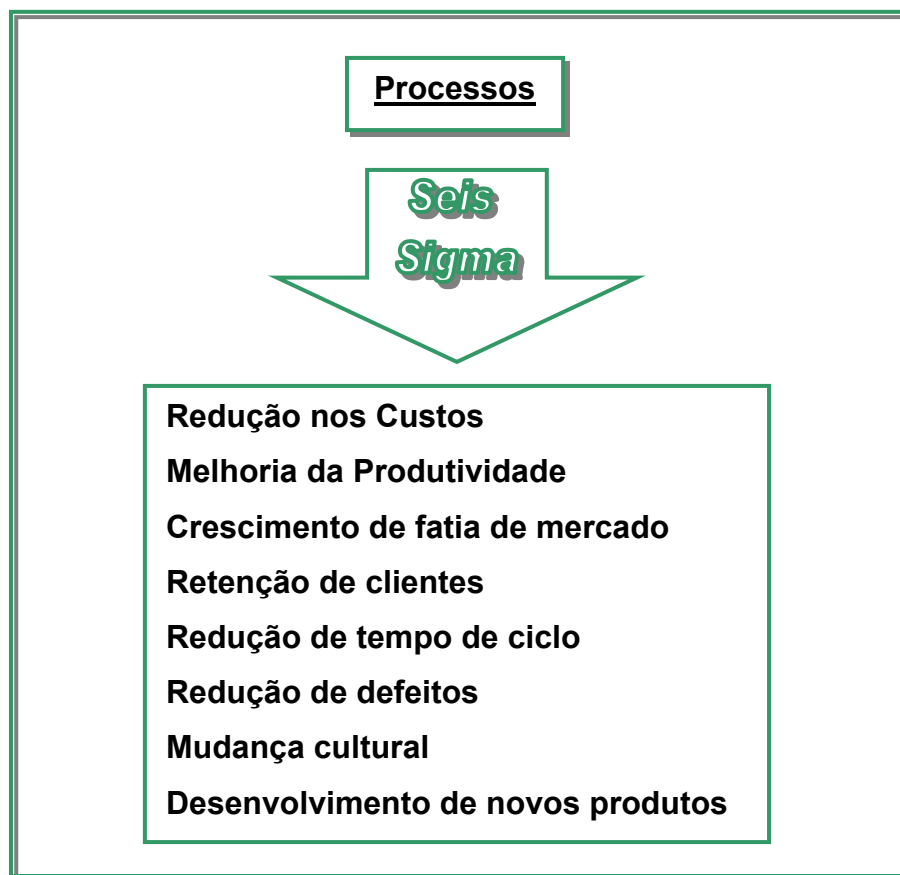 Processos
Seis
Sigma
Redução nos Custos
Melhoria da Produtividade
Crescimento de fatia de mercado
Retenção de clientes
Redução de tempo de ciclo
Redução de defeitos
Mudança cultural
Desenvolvimento de novos produtos